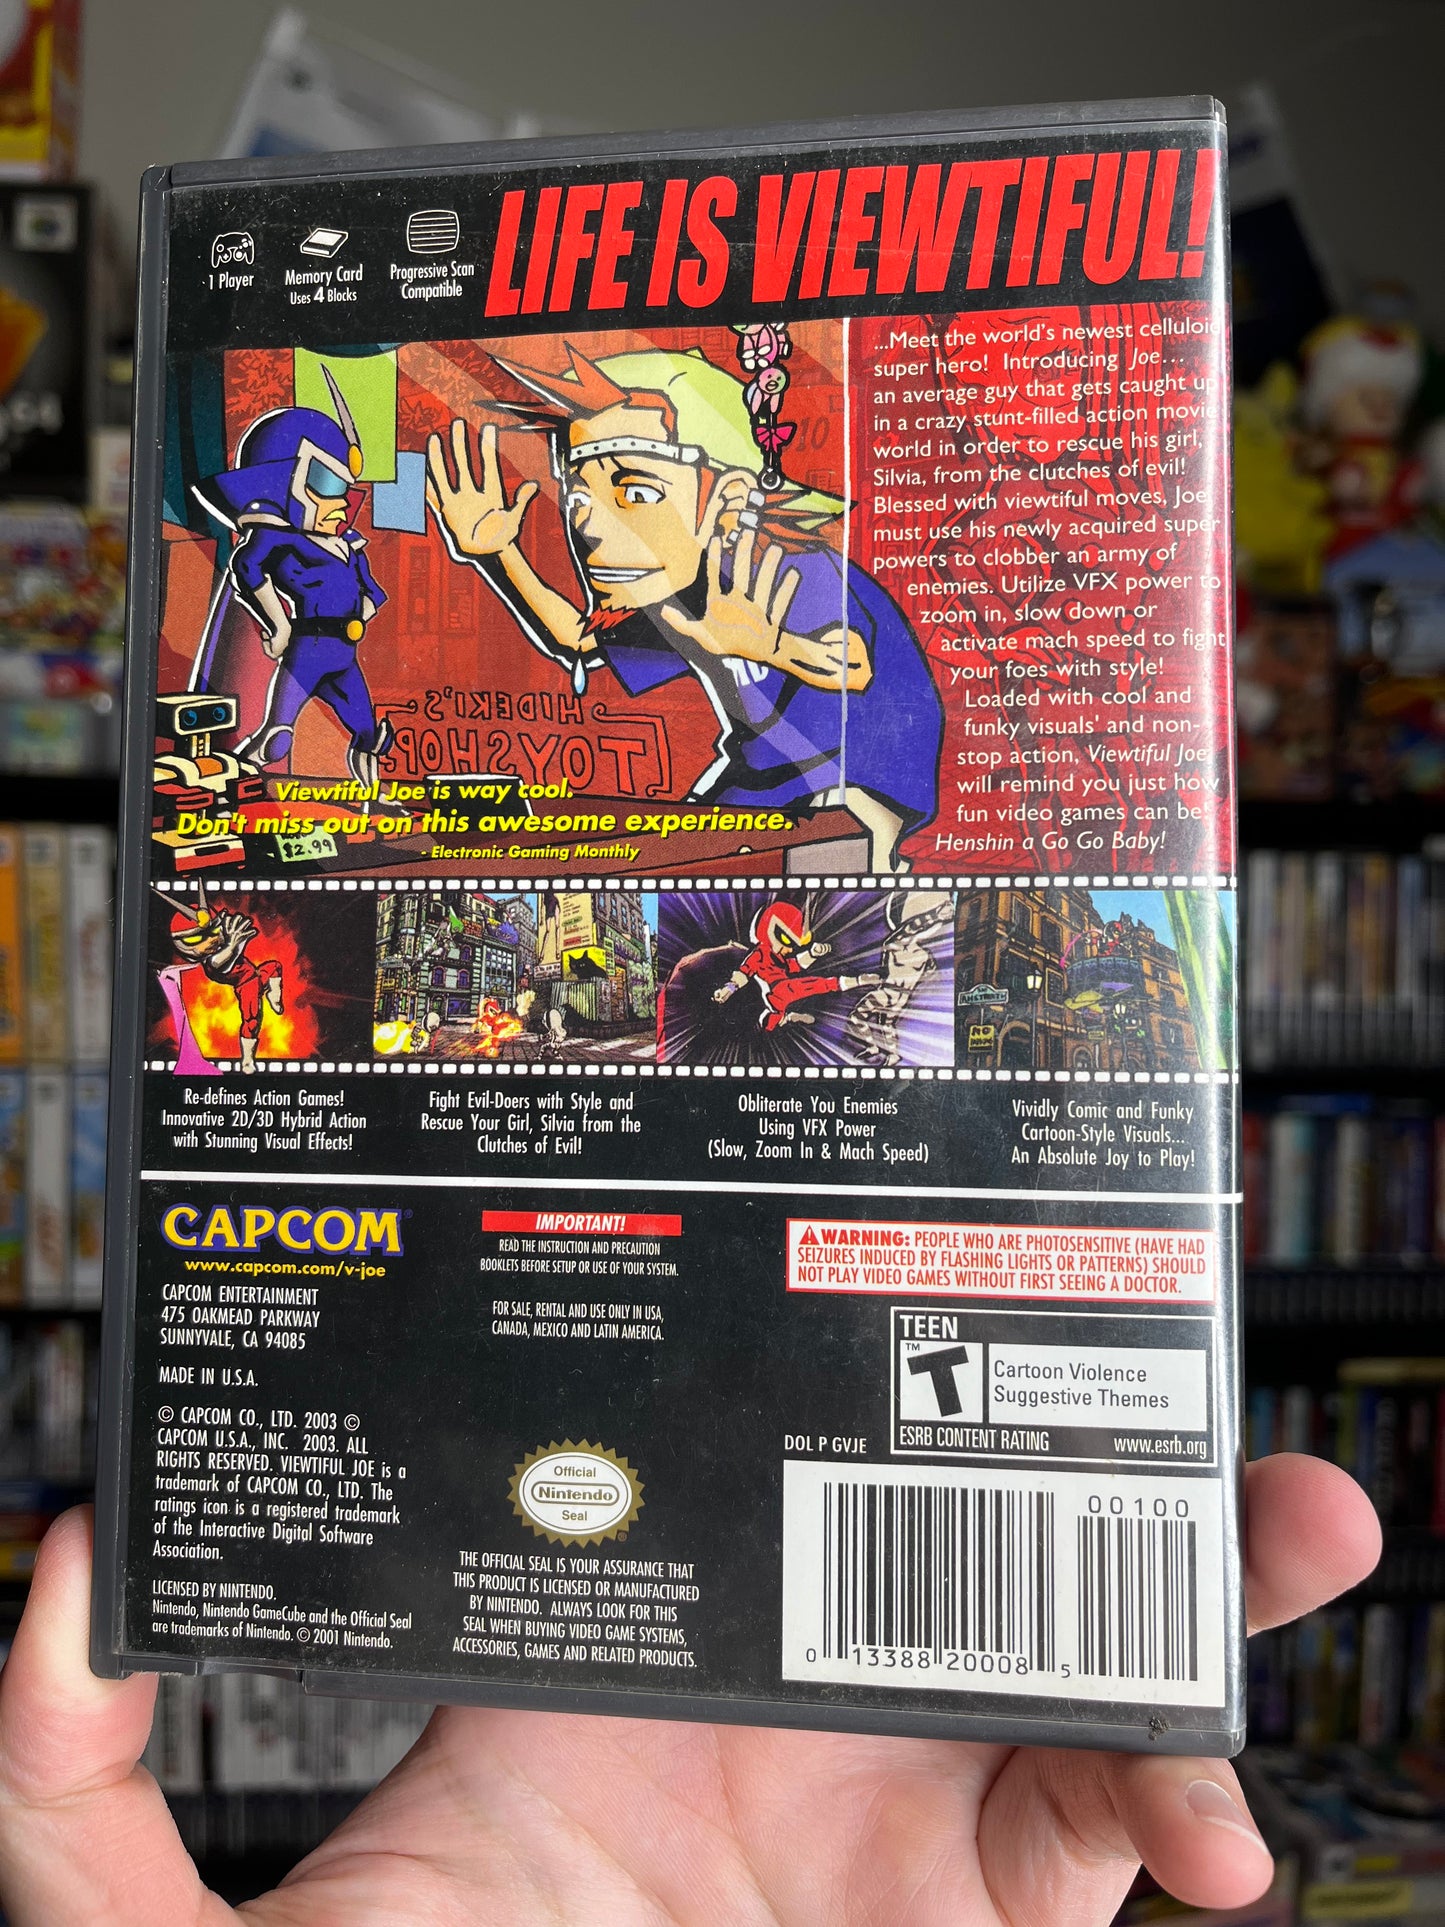 LIFE IS VIEWTIFUL!
1 Player
Memory Card
Uses 4 Blocks
Progressive Scan
Compatible
...Meet the world's newest celluloid
super hero! Introducing Joe...
an average guy that gets caught up
in a crazy stunt-filled action movie
world in order to rescue his girl,
Silvia, from the clutches of evil!
Blessed with viewtiful moves, Joe
must use his newly acquired super
powers to clobber an army of
enemies. Utilize VFX power to
zoom in, slow down or
activate mach speed to fight
your foes with style!
Loaded with cool and
funky visuals' and non-
stop action, Viewtiful Joe
will remind you just how
fun video games can be!
Henshin a Go Go Baby!
HIDEKI'S
TOYSHOP
Viewtiful Joe is way cool.
Don't miss out on this awesome experience.
- Electronic Gaming Monthly
$2.99
Re-defines Action Games!
Innovative 2D/3D Hybrid Action
with Stunning Visual Effects!
Fight Evil-Doers with Style and
Rescue Your Girl, Silvia from the
Clutches of Evil!
Obliterate You Enemies
Using VFX Power
(Slow, Zoom In & Mach Speed)
Vividly Comic and Funky
Cartoon-Style Visuals...
An Absolute Joy to Play!
CAPCOM
www.capcom.com/v-joe
CAPCOM ENTERTAINMENT
475 OAKMEAD PARKWAY
SUNNYVALE, CA 94085
MADE IN U.S.A.
© CAPCOM CO., LTD. 2003 ©
CAPCOM U.S.A., INC. 2003. ALL
RIGHTS RESERVED. VIEWTIFUL JOE is a
trademark of CAPCOM CO., LTD. The
ratings icon is a registered trademark
of the Interactive Digital Software
Association.
LICENSED BY NINTENDO.
Nintendo, Nintendo GameCube and the Official Seal
are trademarks of Nintendo. © 2001 Nintendo.
IMPORTANT!
READ THE INSTRUCTION AND PRECAUTION
BOOKLETS BEFORE SETUP OR USE OF YOUR SYSTEM.
FOR SALE, RENTAL AND USE ONLY IN USA,
CANADA, MEXICO AND LATIN AMERICA.
Official
Nintendo
Seal
THE OFFICIAL SEAL IS YOUR ASSURANCE THAT
THIS PRODUCT IS LICENSED OR MANUFACTURED
BY NINTENDO. ALWAYS LOOK FOR THIS
SEAL WHEN BUYING VIDEO GAME SYSTEMS,
ACCESSORIES, GAMES AND RELATED PRODUCTS.
WARNING: PEOPLE WHO ARE PHOTOSENSITIVE (HAVE HAD
SEIZURES INDUCED BY FLASHING LIGHTS OR PATTERNS) SHOULD
NOT PLAY VIDEO GAMES WITHOUT FIRST SEEING A DOCTOR.
TEEN
T
TM
Cartoon Violence
Suggestive Themes
ESRB CONTENT RATING www.esrb.org
DOL P GVJE
00100
0 13388 20008 5